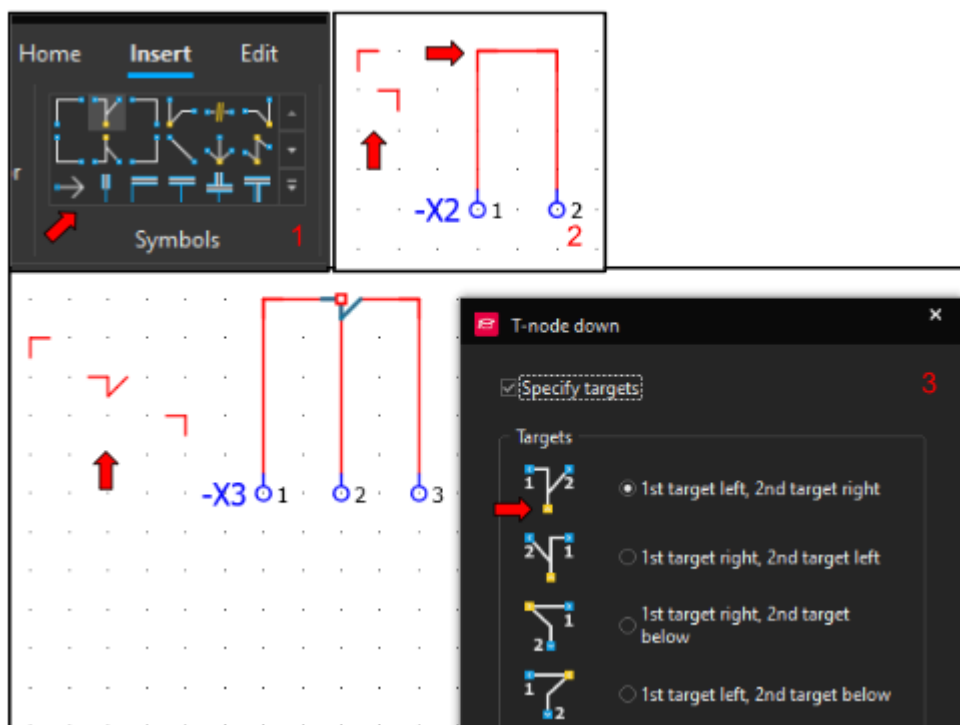 Home Insert Edit
r
Symbols 1
-X2 1 2
2
-X3 1 2 3
T-node down
Specify targets 3
Targets
1 2 1st target left, 2nd target right
2 1 1st target right, 2nd target left
1 2 1st target right, 2nd target
below
1 2 1st target left, 2nd target below